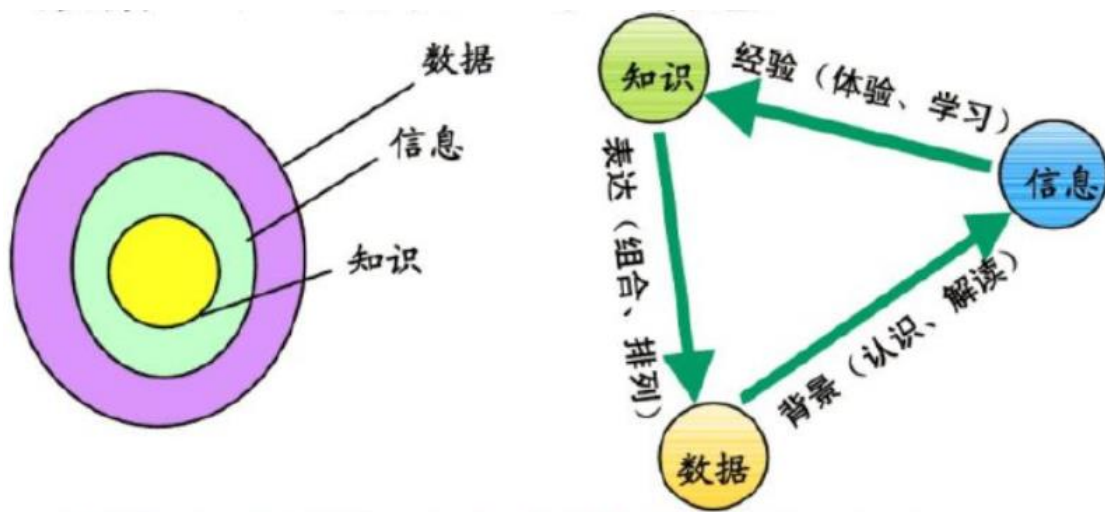 数据
信息
知识
知识
经验（体验、学习）
信息
表达（组合、排列）
背景（认识、解读）
数据